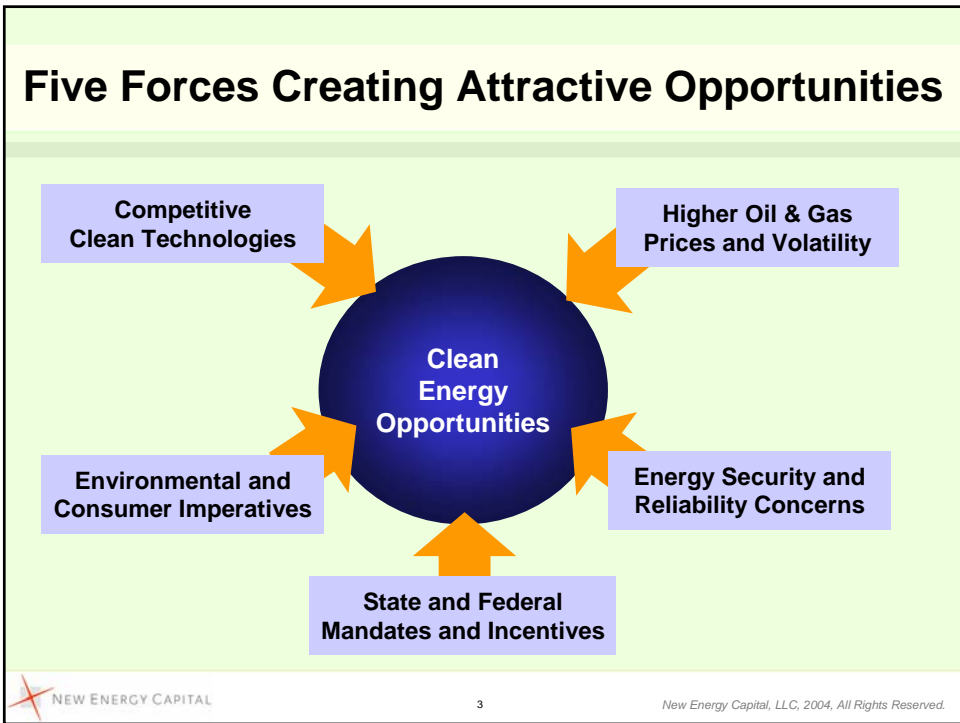 Five Forces Creating Attractive Opportunities
Competitive
Clean Technologies
Higher Oil & Gas
Prices and Volatility
Clean
Energy
Opportunities
Environmental and
Consumer Imperatives
Energy Security and
Reliability Concerns
State and Federal
Mandates and Incentives
NEW ENERGY CAPITAL
3
New Energy Capital, LLC, 2004, All Rights Reserved.